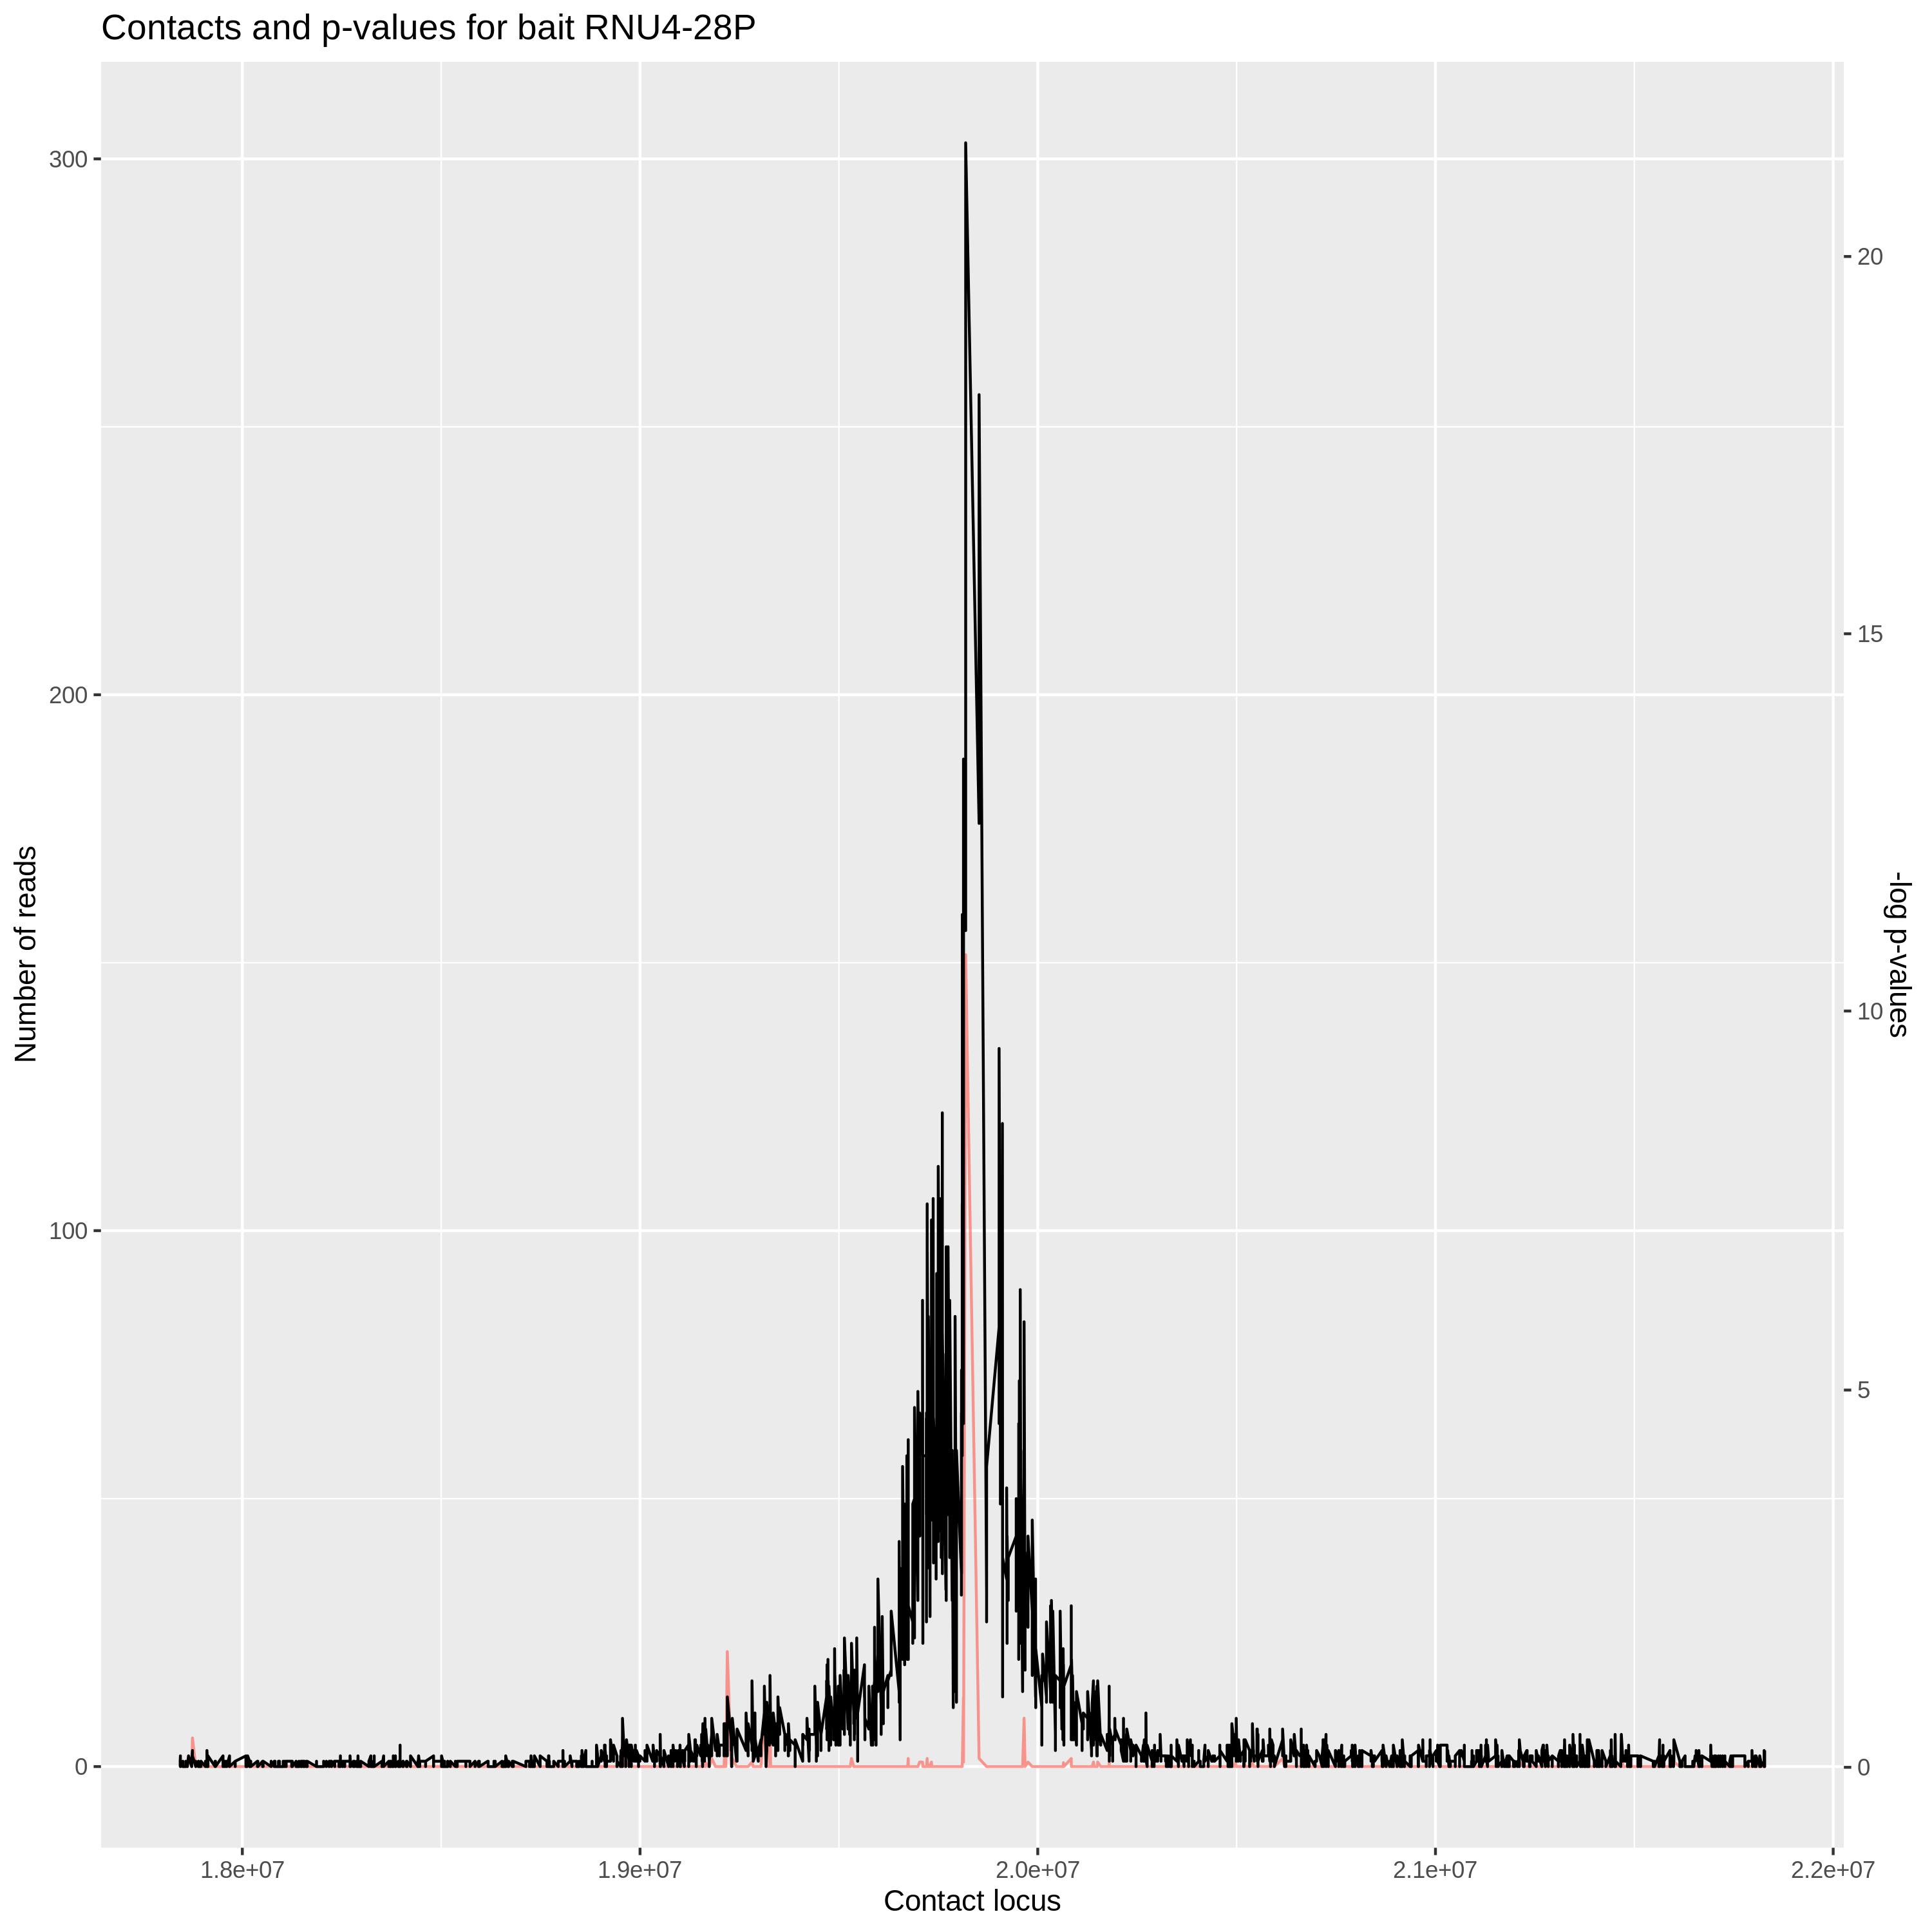 Contacts and p-values for bait RNU4-28P
300
200
100
0
Number of reads
20
15
10
5
0
-log p-values
1.8e+07
1.9e+07
2.0e+07
2.1e+07
2.2e+07
Contact locus